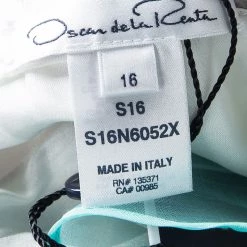 Oscar de la Renta
16
S16
S16N6052X
MADE IN ITALY
RN# 135371
CA# 00985